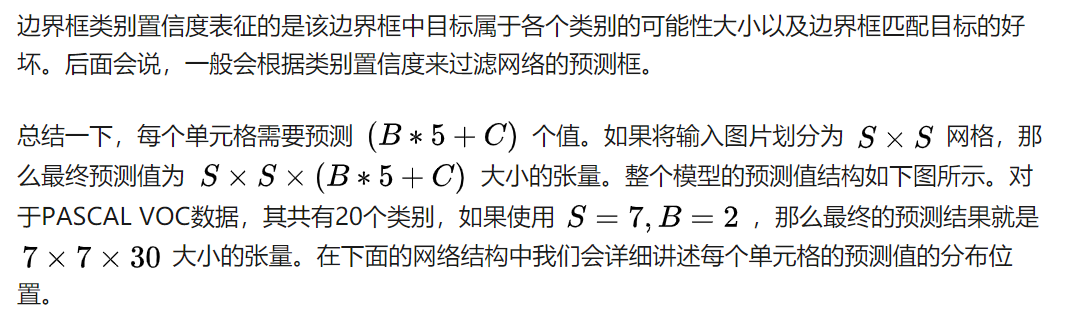 边界框类别置信度表征的是该边界框中目标属于各个类别的可能性大小以及边界框匹配目标的好
坏。后面会说，一般会根据类别置信度来过滤网络的预测框。
总结一下，每个单元格需要预测 (B * 5 + C) 个值。如果将输入图片划分为 S × S 网格，那
么最终预测值为 S × S × (B * 5 + C) 大小的张量。整个模型的预测值结构如下图所示。对
于PASCAL VOC数据，其共有20个类别，如果使用 S = 7, B = 2 ，那么最终的预测结果就是
7 × 7 × 30 大小的张量。在下面的网络结构中我们会详细讲述每个单元格的预测值的分布位
置。